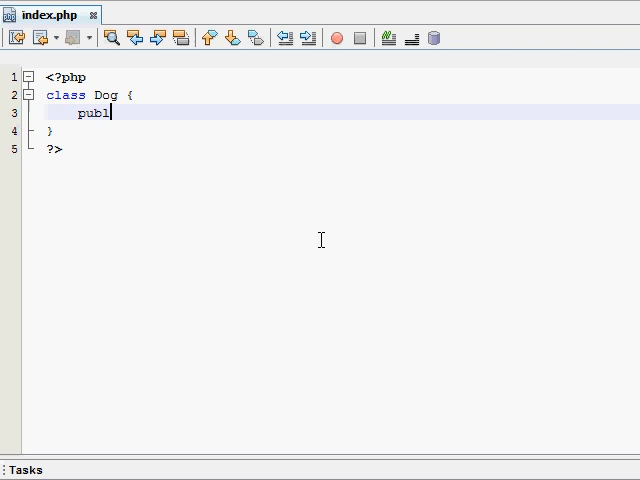 index.php
1 <?php
2 class Dog {
3 publ
4 }
5 ?>
Tasks